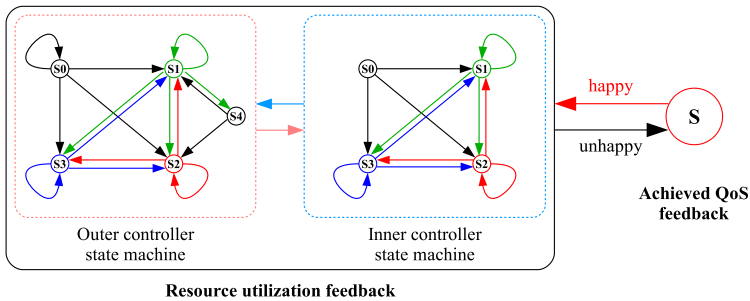 S0
S1
S4
S3
S2
Outer controller
state machine
S0
S1
S3
S2
Inner controller
state machine
happy
unhappy
S
Achieved QoS
feedback
Resource utilization feedback